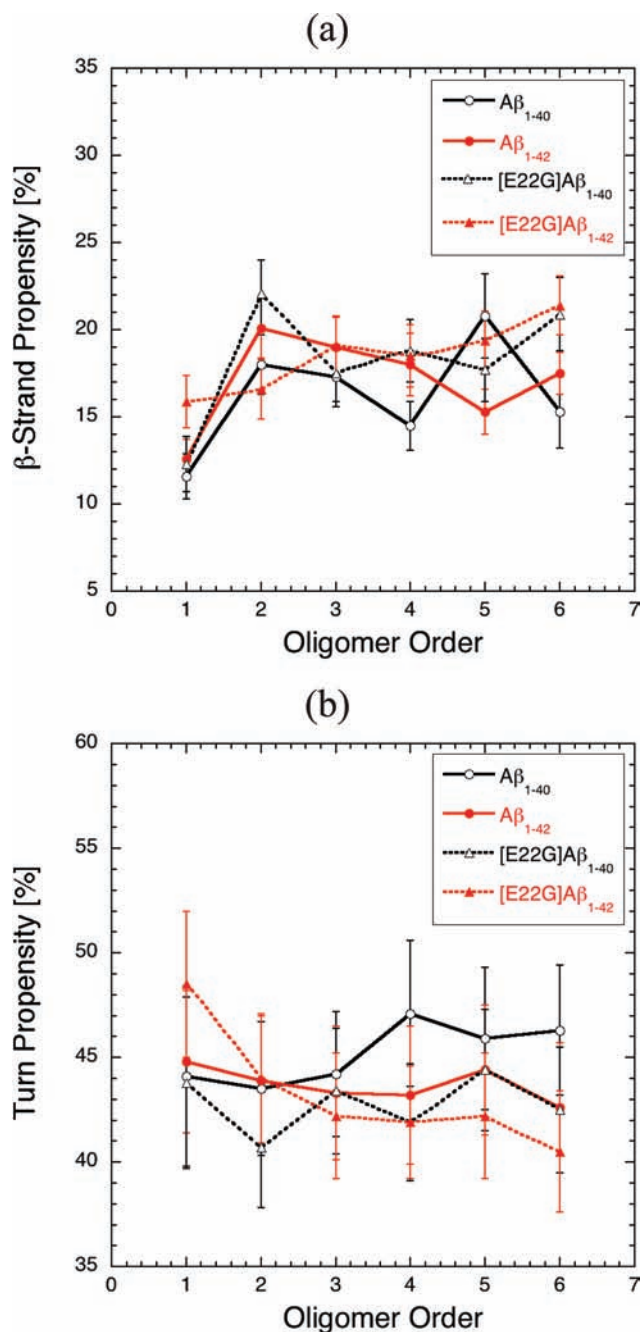 (a)
35
30
25
20
15
10
5
β-Strand Propensity [%]
Aβ1-40
Aβ1-42
[E22G]Aβ1-40
[E22G]Aβ1-42
0 1 2 3 4 5 6 7
Oligomer Order
(b)
60
55
50
45
40
35
Turn Propensity [%]
Aβ1-40
Aβ1-42
[E22G]Aβ1-40
[E22G]Aβ1-42
0 1 2 3 4 5 6 7
Oligomer Order